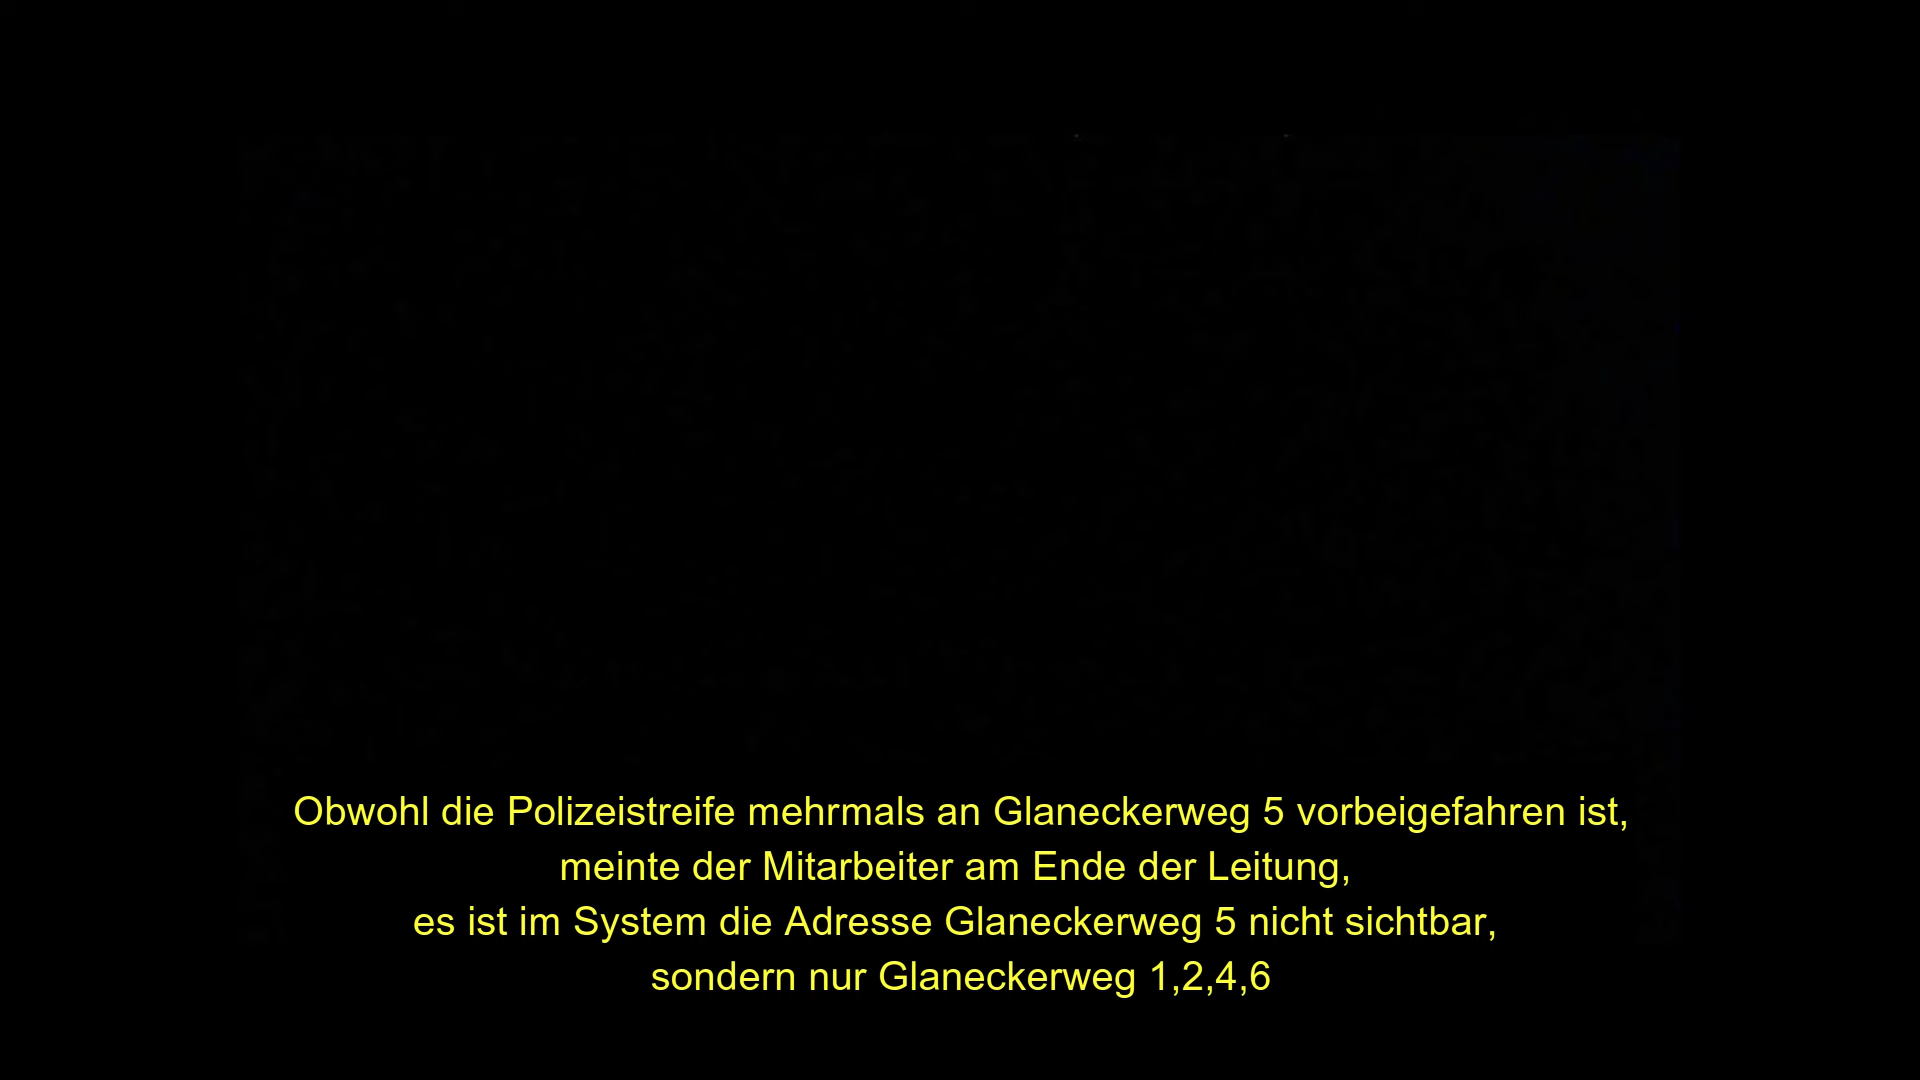 Obwohl die Polizeistreife mehrmals an Glaneckerweg 5 vorbeigefahren ist,
meinte der Mitarbeiter am Ende der Leitung,
es ist im System die Adresse Glaneckerweg 5 nicht sichtbar,
sondern nur Glaneckerweg 1,2,4,6